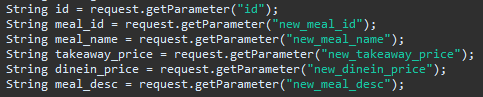 String id = request.getParameter("id");
String meal_id = request.getParameter("new_meal_id");
String meal_name = request.getParameter("new_meal_name");
String takeaway_price = request.getParameter("new_takeaway_price");
String dinein_price = request.getParameter("new_dinein_price");
String meal_desc = request.getParameter("new_meal_desc");